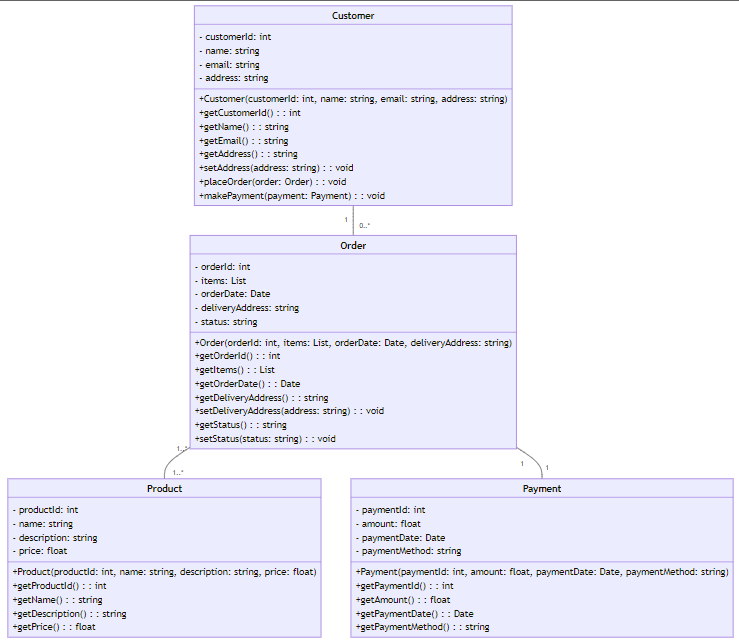 Customer
- customerId: int
- name: string
- email: string
- address: string
+Customer(customerId: int, name: string, email: string, address: string)
+getCustomerId() : : int
+getName() : : string
+getEmail() : : string
+getAddress() : : string
+setAddress(address: string) : : void
+placeOrder(order: Order) : : void
+makePayment(payment: Payment) : : void
1
0..*
Order
- orderId: int
- items: List
- orderDate: Date
- deliveryAddress: string
- status: string
+Order(orderId: int, items: List, orderDate: Date, deliveryAddress: string)
+getOrderId() : : int
+getItems() : : List
+getOrderDate() : : Date
+getDeliveryAddress() : : string
+setDeliveryAddress(address: string) : : void
+getStatus() : : string
+setStatus(status: string) : : void
1..*
1..*
1
1
Product
- productId: int
- name: string
- description: string
- price: float
+Product(productId: int, name: string, description: string, price: float)
+getProductId() : : int
+getName() : : string
+getDescription() : : string
+getPrice() : : float
Payment
- paymentId: int
- amount: float
- paymentDate: Date
- paymentMethod: string
+Payment(paymentId: int, amount: float, paymentDate: Date, paymentMethod: string)
+getPaymentId() : : int
+getAmount() : : float
+getPaymentDate() : : Date
+getPaymentMethod() : : string